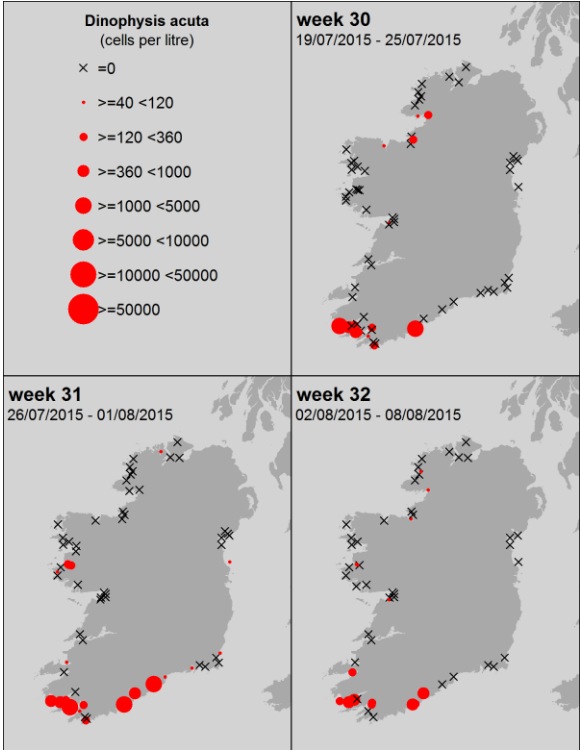 Dinophysis acuta
(cells per litre)
=0
>=40 <120
>=120 <360
>=360 <1000
>=1000 <5000
>=5000 <10000
>=10000 <50000
>=50000
week 30
19/07/2015 - 25/07/2015
week 31
26/07/2015 - 01/08/2015
week 32
02/08/2015 - 08/08/2015